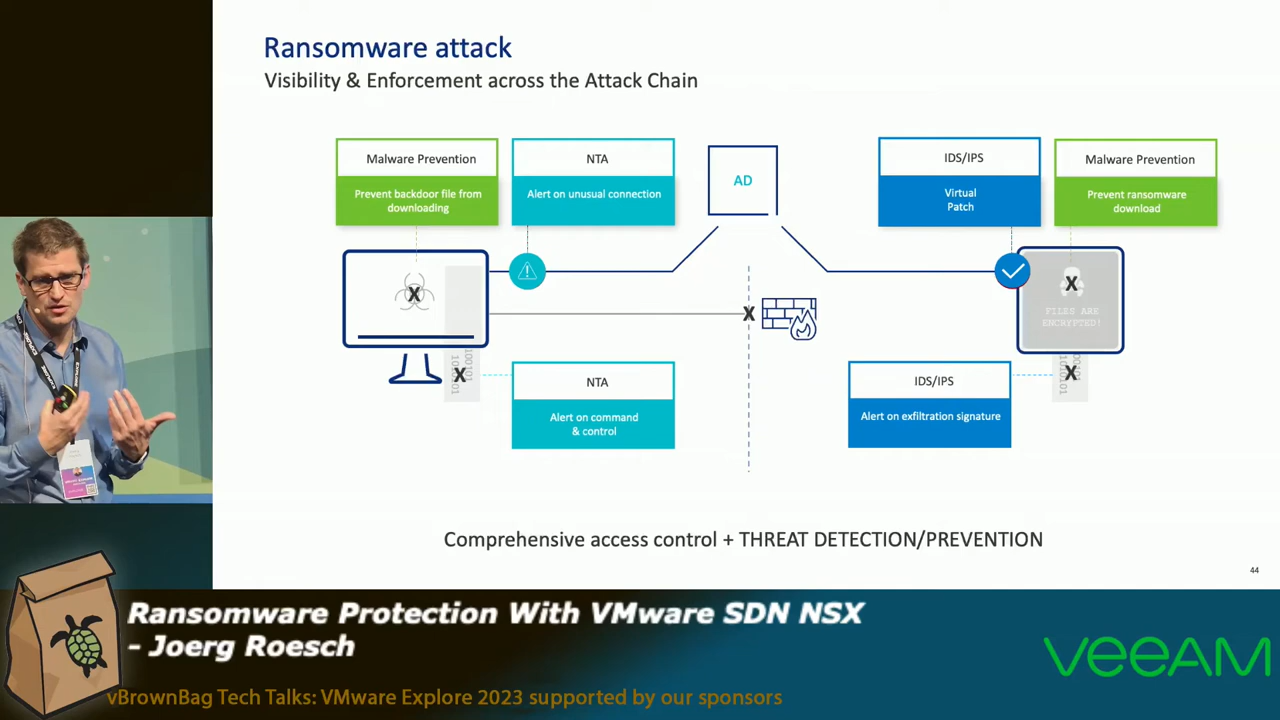 Ransomware attack
Visibility & Enforcement across the Attack Chain
Malware Prevention
Prevent backdoor file from
downloading
NTA
Alert on unusual connection
AD
IDS/IPS
Virtual
Patch
Malware Prevention
Prevent ransomware
download
X
X
X
FILES ARE
ENCRYPTED!
X
X
NTA
Alert on command
& control
IDS/IPS
Alert on exfiltration signature
Comprehensive access control + THREAT DETECTION/PREVENTION
44
Ransomware Protection With VMware SDN NSX
- Joerg Roesch
veeAM
vBrownBag Tech Talks: VMware Explore 2023 supported by our sponsors